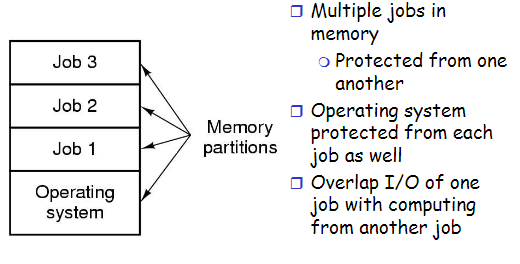 Job 3
Job 2
Job 1
Operating
system
Memory
partitions
Multiple jobs in
memory
Protected from one
another
Operating system
protected from each
job as well
Overlap I/O of one
job with computing
from another job